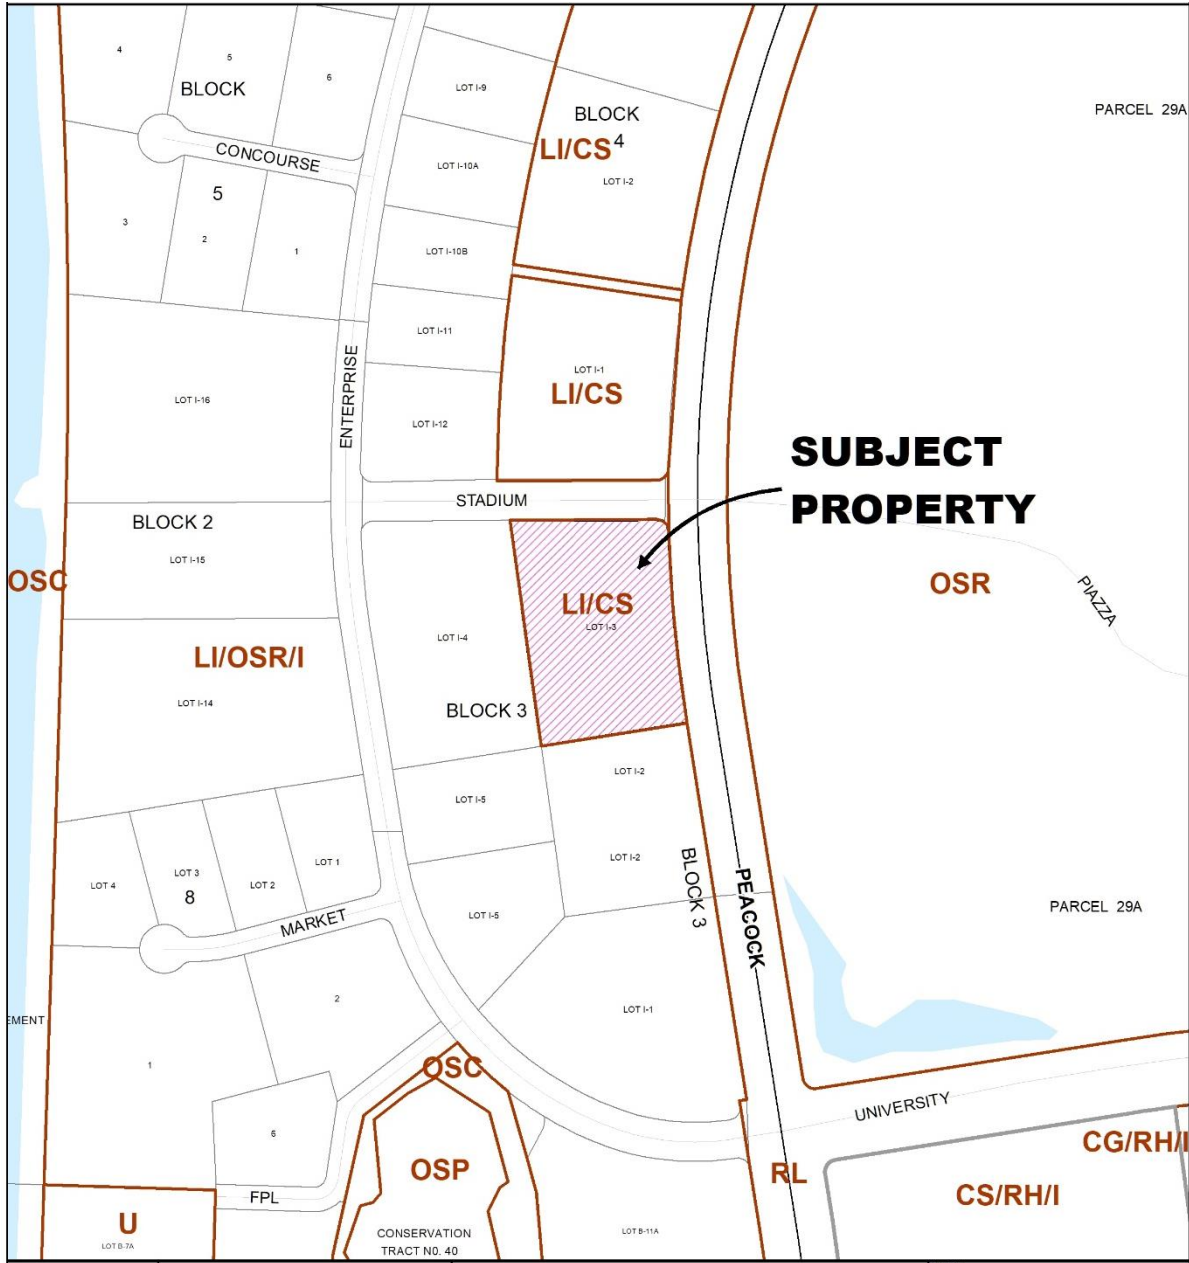 4
5
6
BLOCK
LOT I-9
BLOCK
4
PARCEL 29A
CONCOURSE
LI/CS
LOT I-10A
LOT I-2
5
3
2
1
LOT I-10B
LOT I-11
ENTERPRISE
LOT I-1
LI/CS
LOT I-16
LOT I-12
SUBJECT
PROPERTY
STADIUM
BLOCK 2
LOT I-15
OSC
LI/CS
LOT I-3
OSR
PIAZZA
LOT I-4
LI/OSR/I
LOT I-14
BLOCK 3
LOT I-2
LOT I-5
LOT I-2
LOT 1
LOT 3
LOT 4
LOT 2
8
BLOCK 3
PEACOCK
PARCEL 29A
MARKET
LOT I-5
2
LOT I-1
EMENT
1
OSC
UNIVERSITY
6
CG/RH/I
OSP
RL
CS/RH/I
FPL
U
LOT B-7A
CONSERVATION
TRACT NO. 40
LOT B-11A